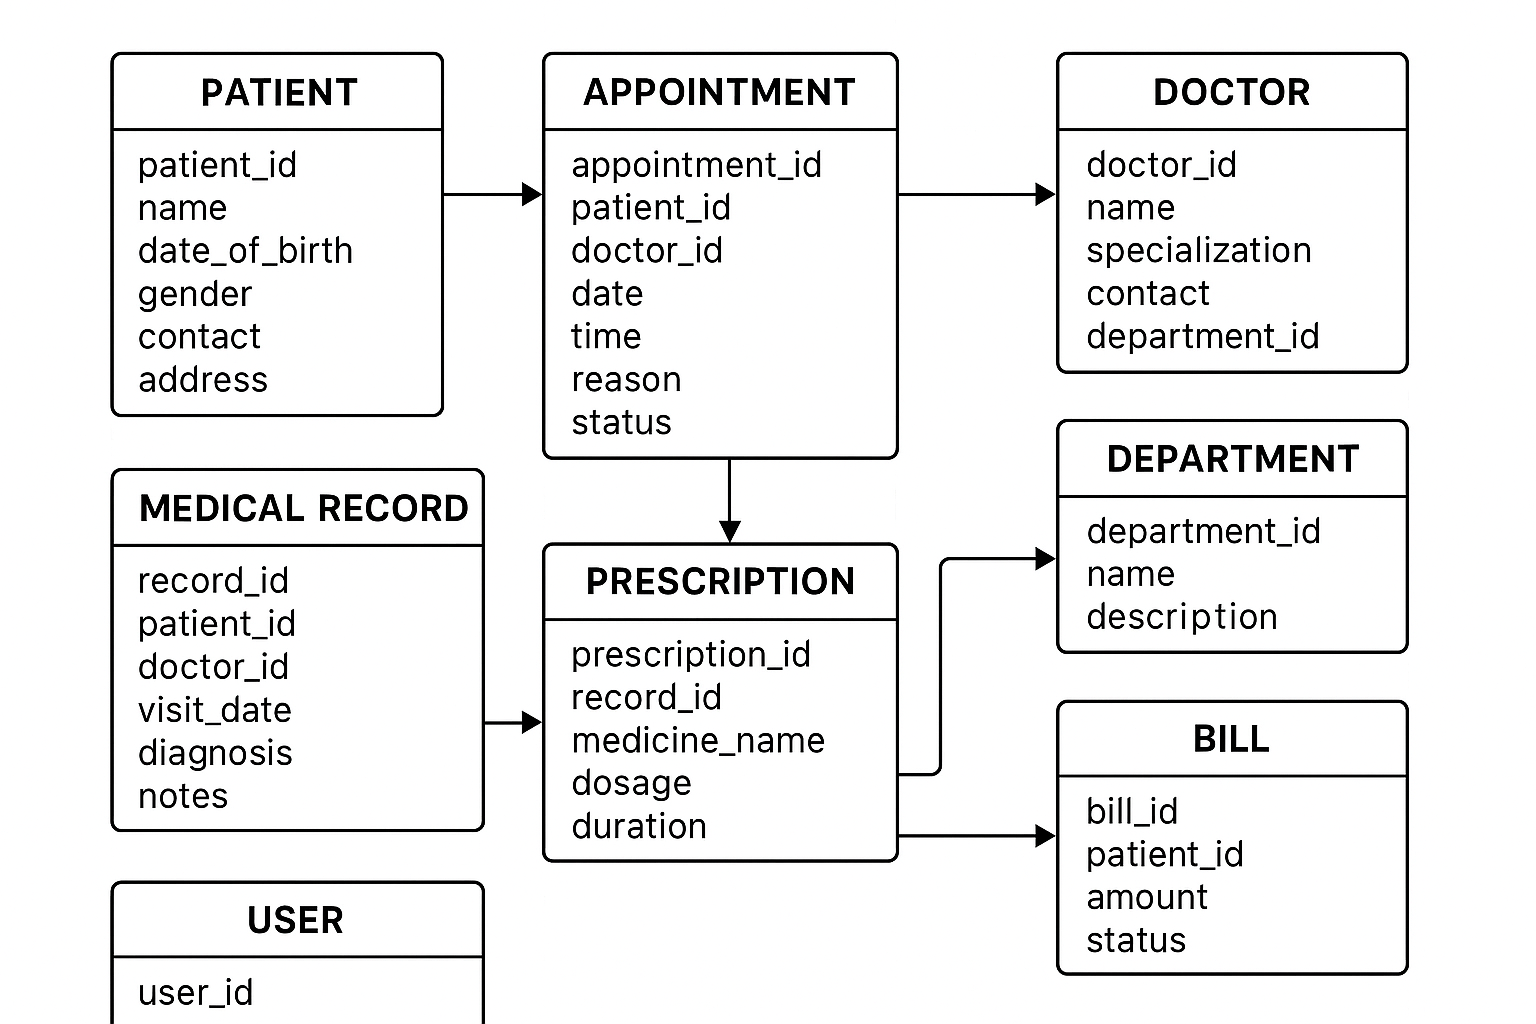 PATIENT
patient_id
name
date_of_birth
gender
contact
address
APPOINTMENT
appointment_id
patient_id
doctor_id
date
time
reason
status
DOCTOR
doctor_id
name
specialization
contact
department_id
MEDICAL RECORD
record_id
patient_id
doctor_id
visit_date
diagnosis
notes
PRESCRIPTION
prescription_id
record_id
medicine_name
dosage
duration
DEPARTMENT
department_id
name
description
BILL
bill_id
patient_id
amount
status
USER
user_id